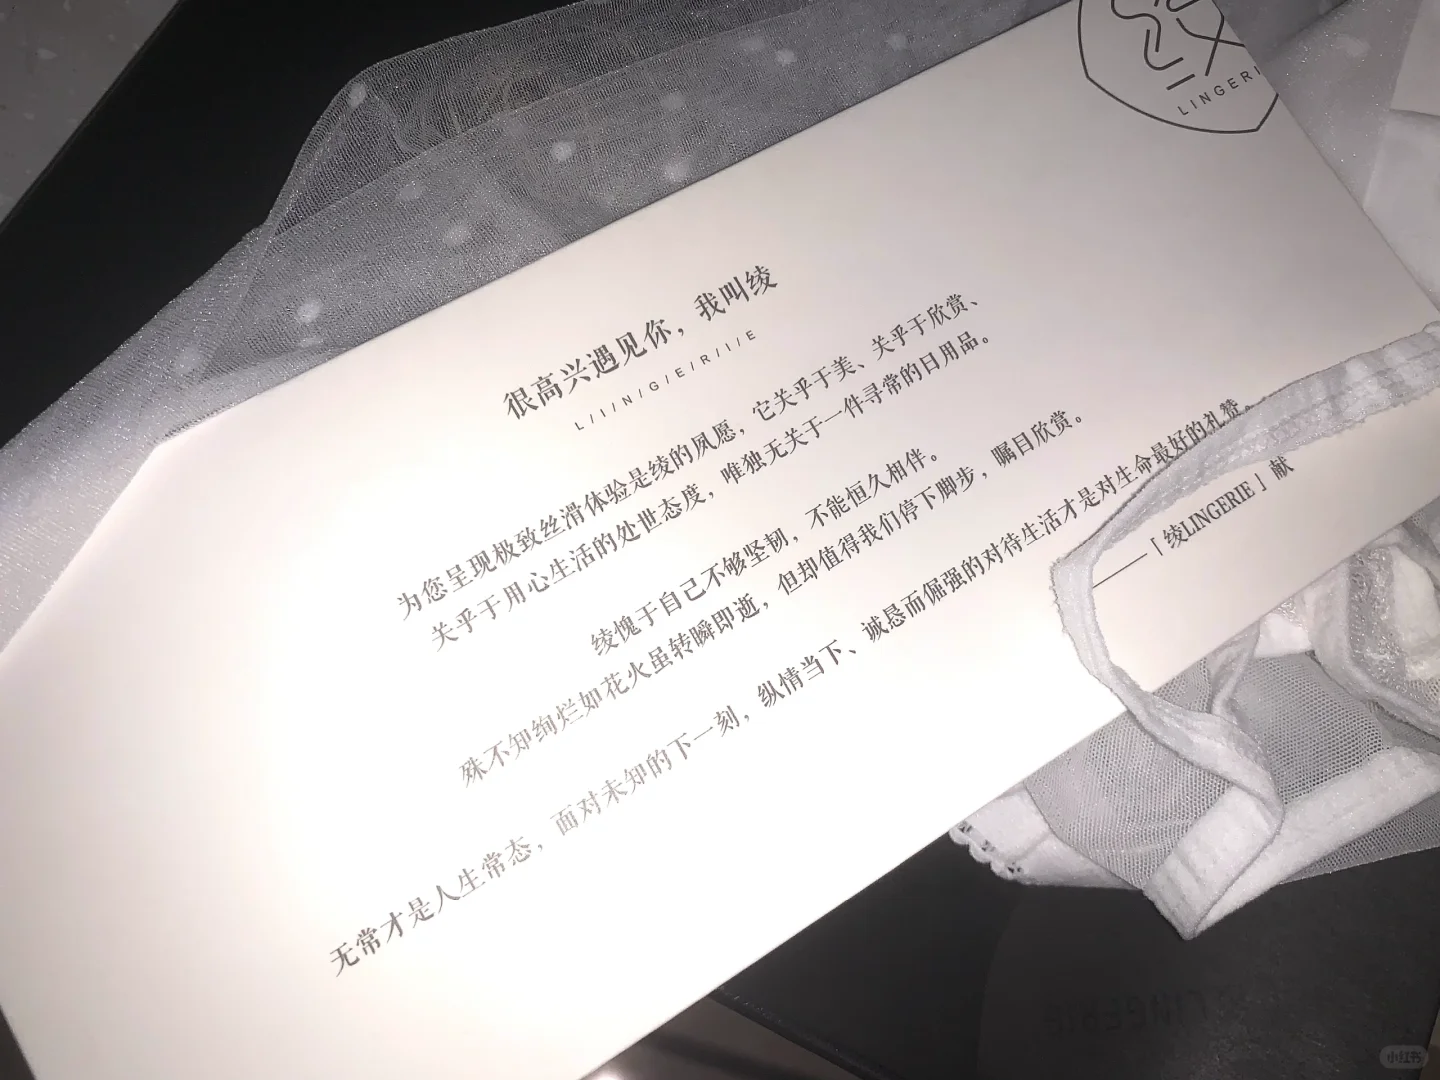 LINGERI
很高兴遇见你，我叫绫
L/I/N/G/E/R/I/E
为您呈现极致丝滑体验是绫的夙愿，它关乎于美、关乎于欣赏、
关乎于用心生活的处世态度，唯独无关于一件寻常的日用品。
绫愧于自己不够坚韧，不能恒久相伴。
殊不知绚烂如花火虽转瞬即逝，但却值得我们停下脚步，瞩目欣赏。
无常才是人生常态，面对未知的下一刻，纵情当下、诚恳而倔强的对待生活才是对生命最好的礼赞。
——「绫LINGERIE」献
LINGERIE
小红书